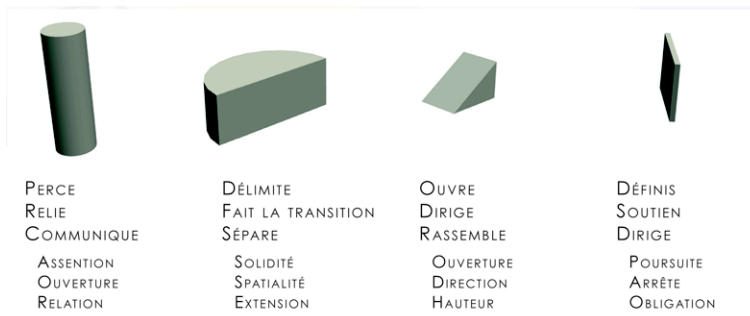 PERCE
RELIE
COMMUNIQUE
ASSENTION
OUVERTURE
RELATION
DÉLIMITE
FAIT LA TRANSITION
SÉPARE
SOLIDITÉ
SPATIALITÉ
EXTENSION
OUVRE
DIRIGE
RASSEMBLE
OUVERTURE
DIRECTION
HAUTEUR
DÉFINIS
SOUTIEN
DIRIGE
POURSUITE
ARRÊTE
OBLIGATION